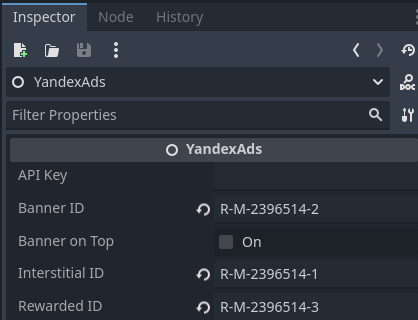 Inspector Node History
YandexAds
DOC
Filter Properties
YandexAds
API Key
Banner ID R-M-2396514-2
Banner on Top On
Interstitial ID R-M-2396514-1
Rewarded ID R-M-2396514-3